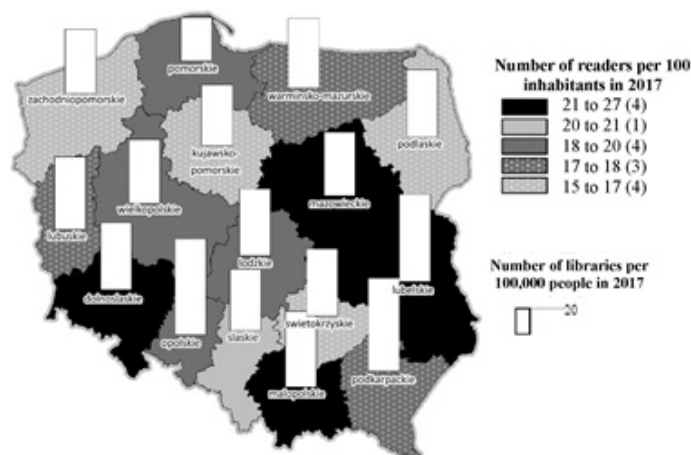 pomorskie
zachodniopomorskie
warminsko-mazurskie
podlaskie
kujawsko-
pomorskie
mazowieckie
wielkopolskie
lubuskie
lodzkie
dolnoslaskie
lubelskie
opolskie
slaskie
swietokrzyskie
podkarpackie
malopolskie
Number of readers per 100
inhabitants in 2017
21 to 27 (4)
20 to 21 (1)
18 to 20 (4)
17 to 18 (3)
15 to 17 (4)
Number of libraries per
100,000 people in 2017
20